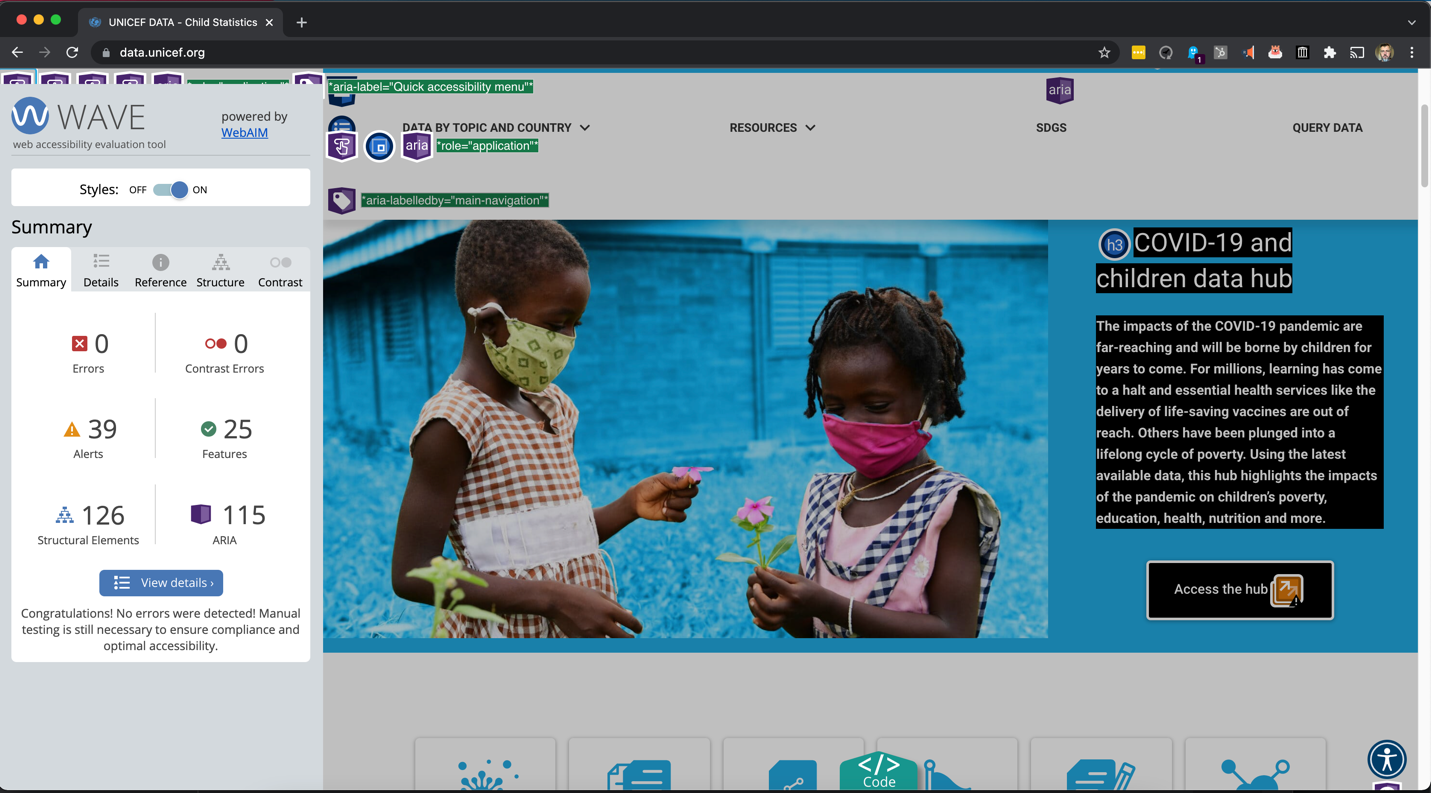 UNICEF DATA - Child Statistics
data.unicef.org
1
*aria-label="Quick accessibility menu"*
aria
WAVE
powered by
WebAIM
web accessibility evaluation tool
DATA BY TOPIC AND COUNTRY
RESOURCES
SDGS
QUERY DATA
aria
*role="application"*
Styles: OFF ON
*aria-labelledby="main-navigation"*
Summary
Summary
Details
Reference
Structure
Contrast
0
Errors
0
Contrast Errors
39
Alerts
25
Features
126
Structural Elements
115
ARIA
View details ›
Congratulations! No errors were detected! Manual
testing is still necessary to ensure compliance and
optimal accessibility.
h3
COVID-19 and
children data hub
The impacts of the COVID-19 pandemic are
far-reaching and will be borne by children for
years to come. For millions, learning has come
to a halt and essential health services like the
delivery of life-saving vaccines are out of
reach. Others have been plunged into a
lifelong cycle of poverty. Using the latest
available data, this hub highlights the impacts
of the pandemic on children's poverty,
education, health, nutrition and more.
Access the hub
</>
Code